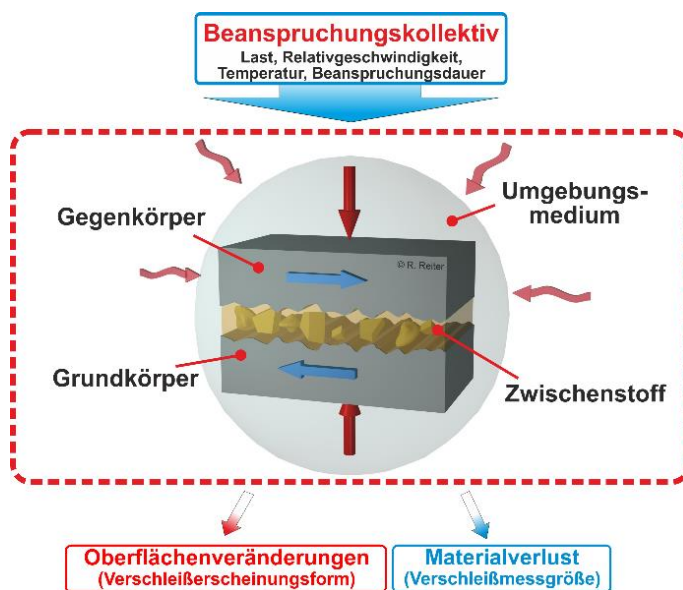 Beanspruchungskollektiv
Last, Relativgeschwindigkeit,
Temperatur, Beanspruchungsdauer
Gegenkörper
Umgebungs-
medium
© R. Reiter
Grundkörper
Zwischenstoff
Oberflächenveränderungen
(Verschleißerscheinungsform)
Materialverlust
(Verschleißmessgröße)